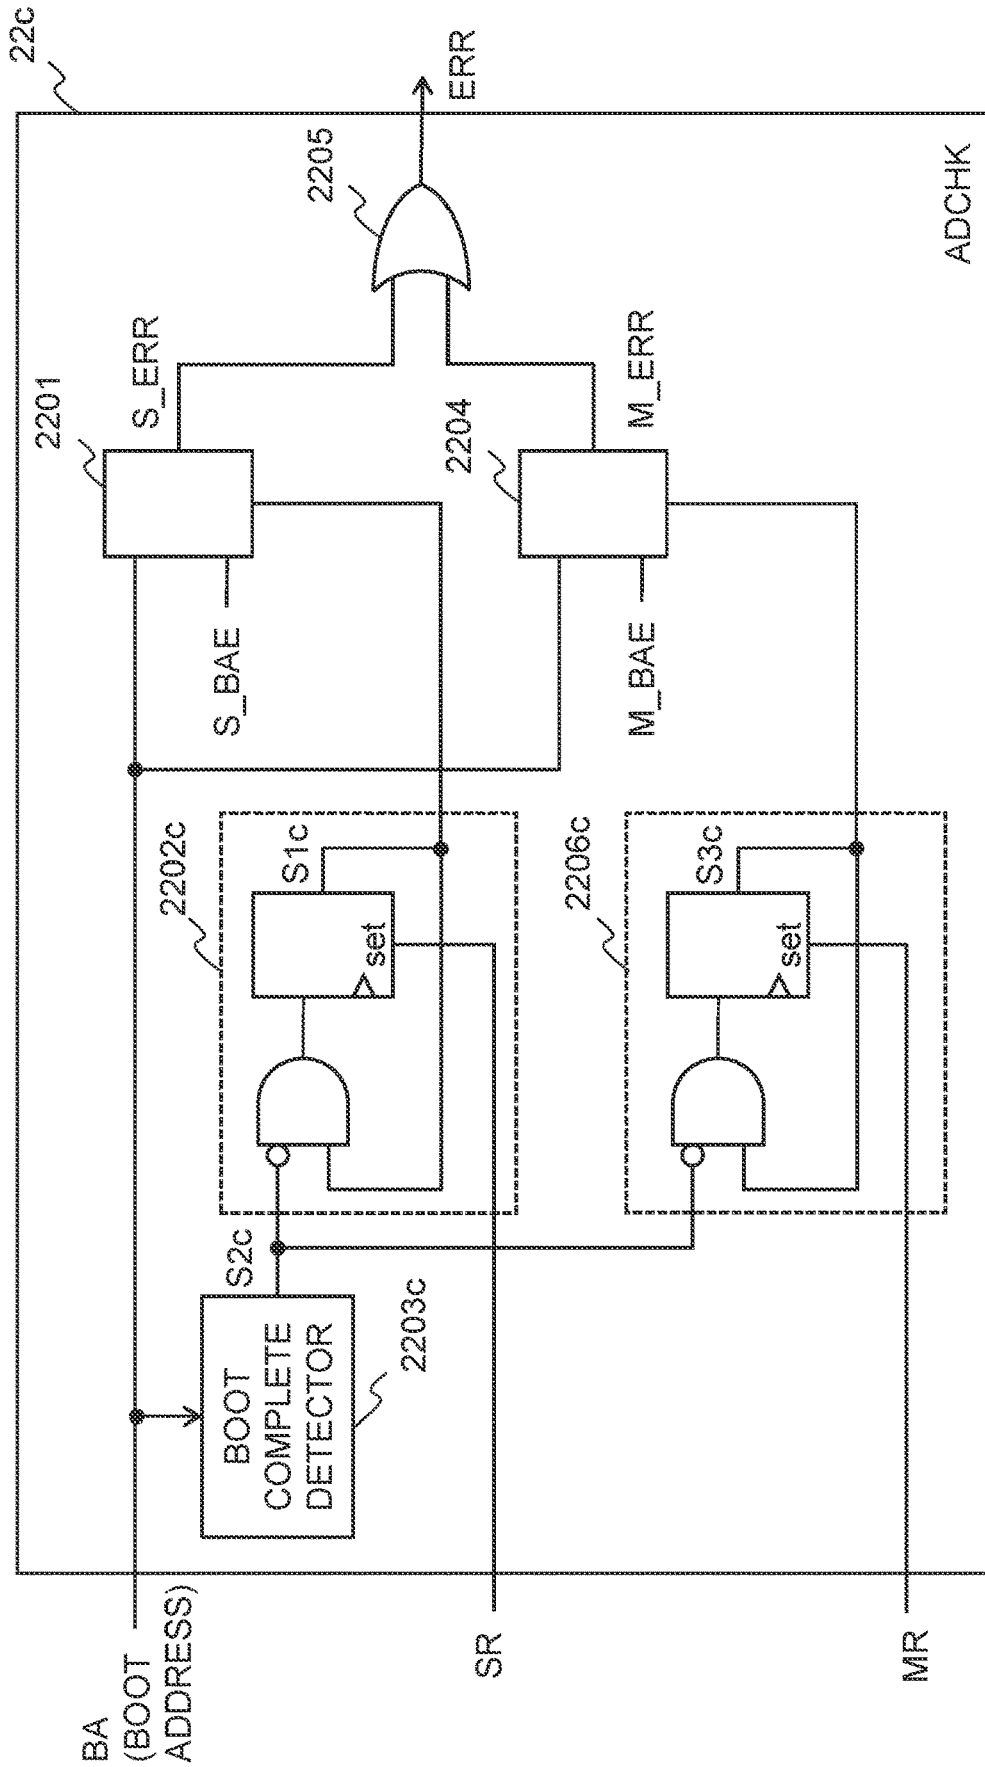 22c
ERR
2205
ADCHK
S_ERR
2201
M_ERR
2204
S_BAE
M_BAE
2202c
S1c
set
2206c
S3c
set
S2c
BOOT
COMPLETE
DETECTOR
2203c
BA
(BOOT
ADDRESS)
SR
MR